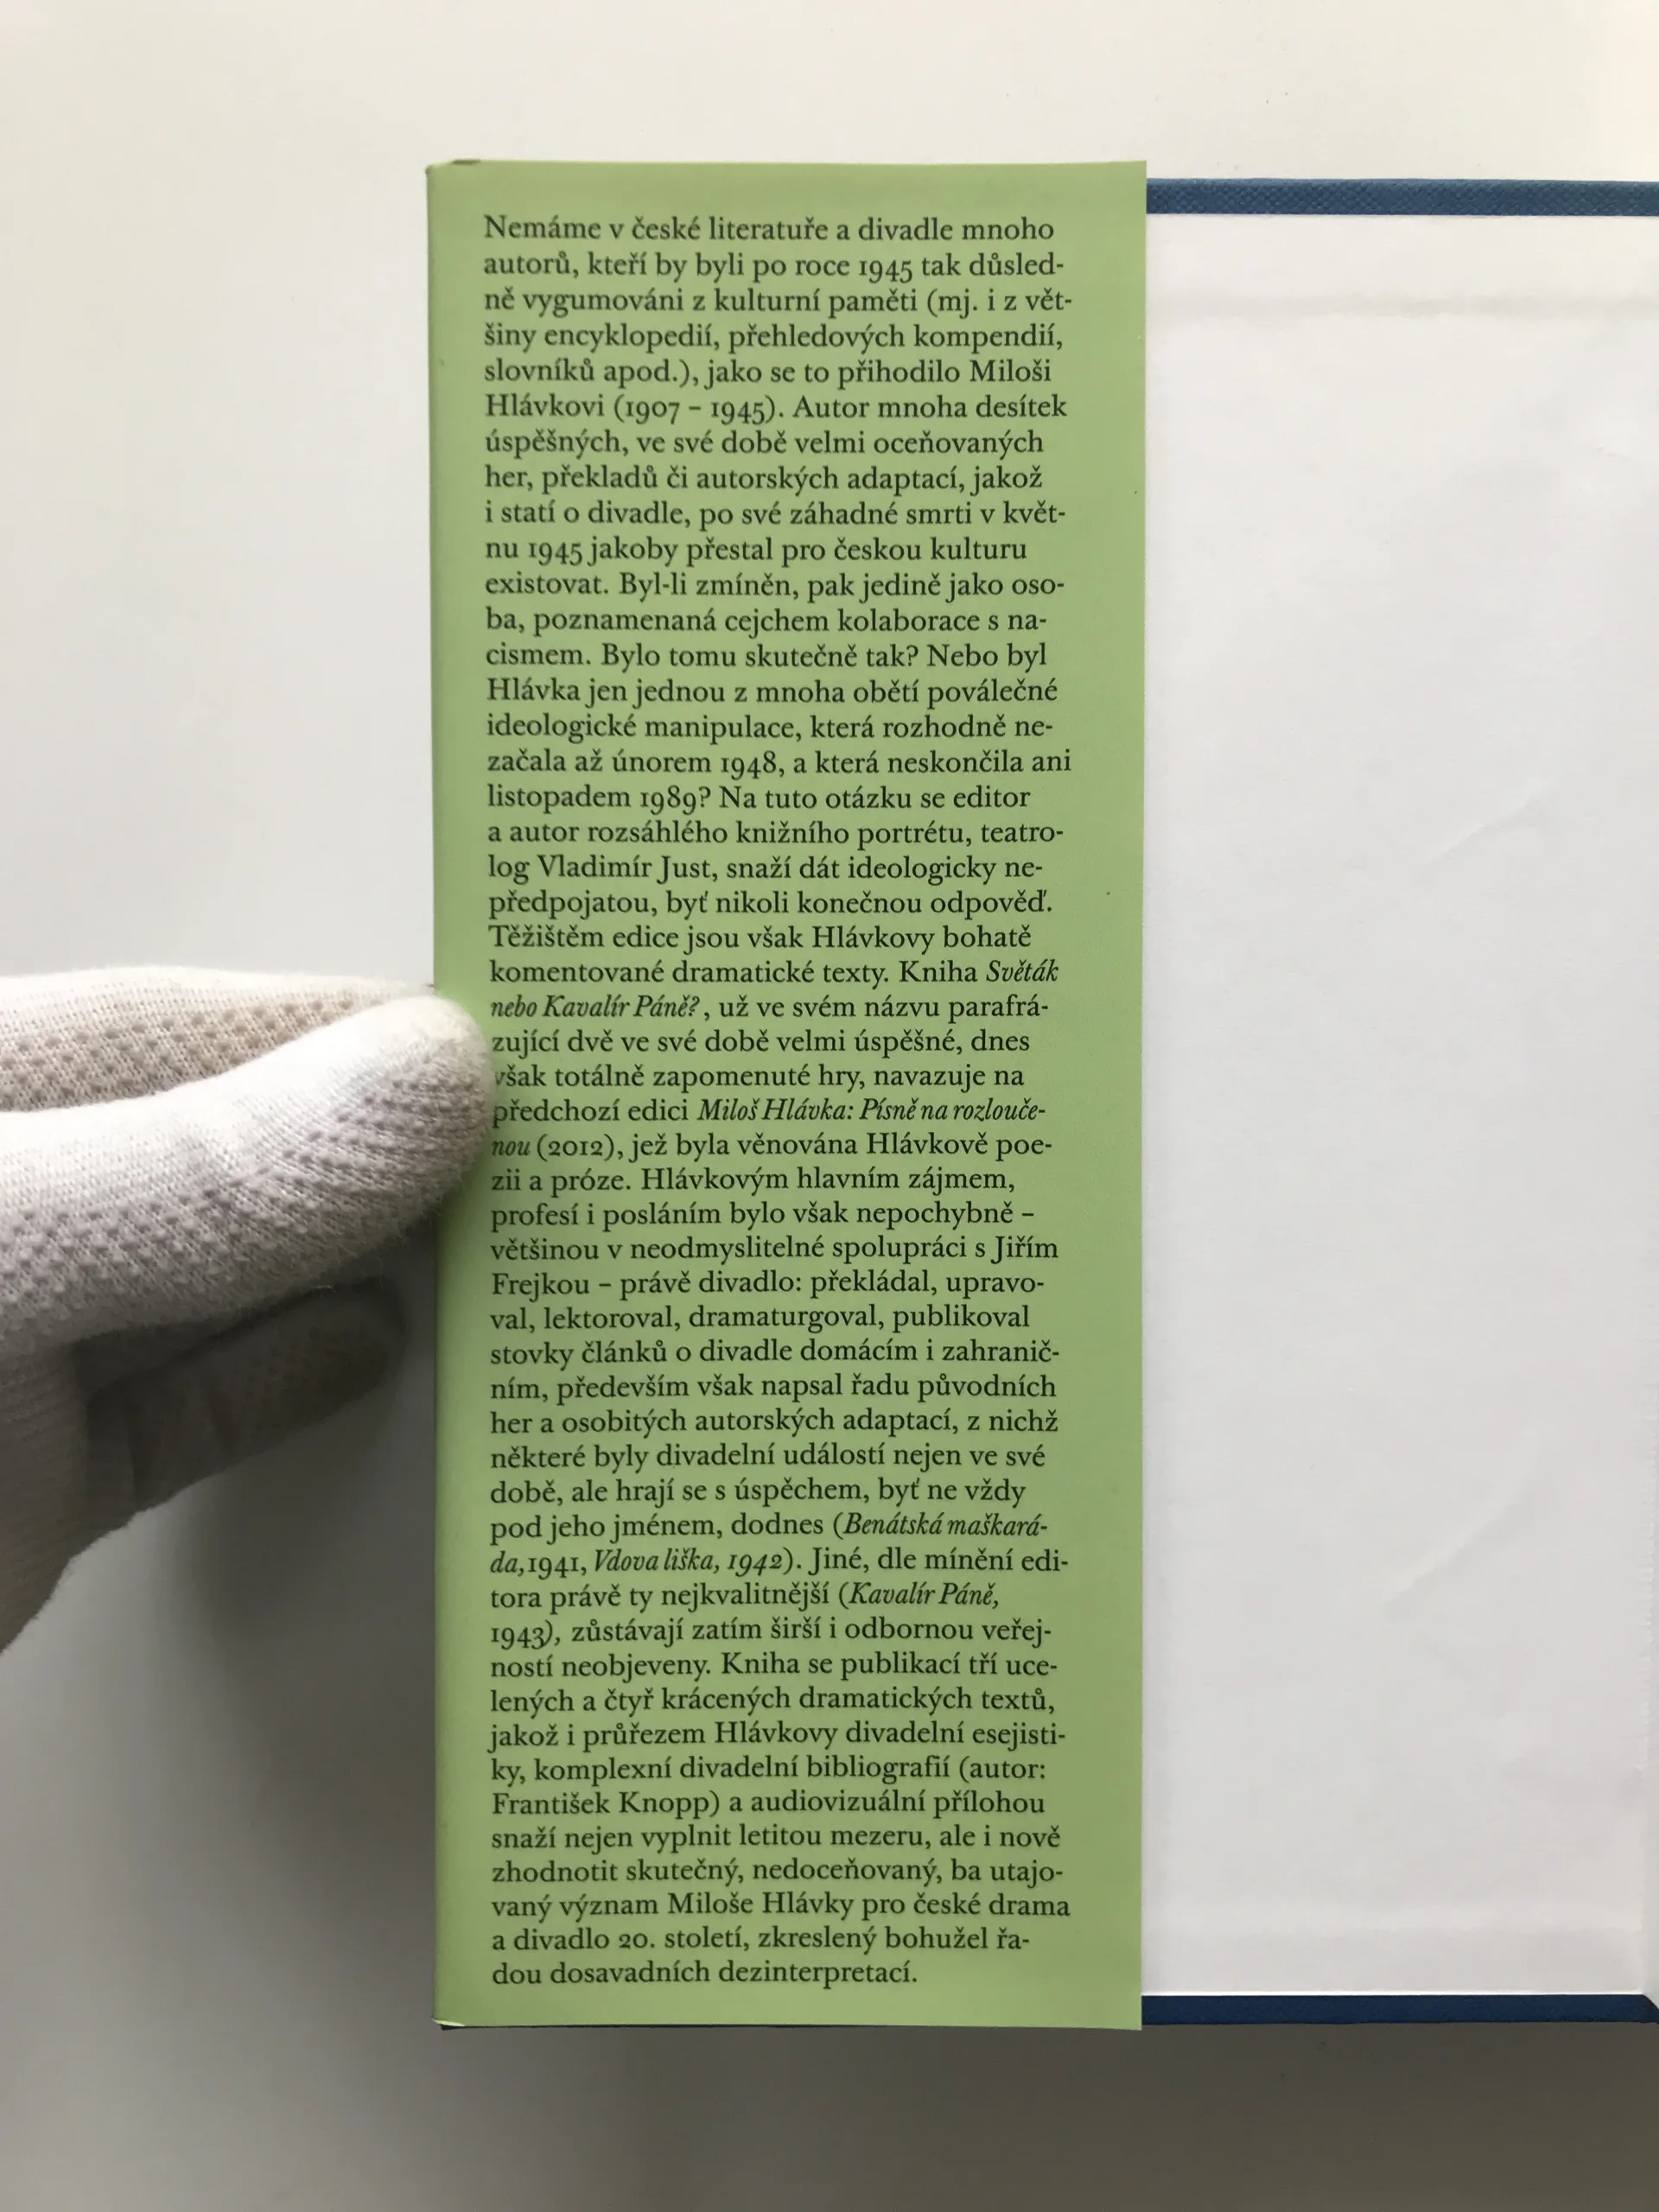 Nemáme v české literatuře a divadle mnoho
autorů, kteří by byli po roce 1945 tak důsled-
ně vygumováni z kulturní paměti (mj. i z vět-
šiny encyklopedií, přehledových kompendií,
slovníků apod.), jako se to přihodilo Miloši
Hlávkovi (1907 – 1945). Autor mnoha desítek
úspěšných, ve své době velmi oceňovaných
her, překladů či autorských adaptací, jakož
i statí o divadle, po své záhadné smrti v květ-
nu 1945 jakoby přestal pro českou kulturu
existovat. Byl-li zmíněn, pak jedině jako oso-
ba, poznamenaná cejchem kolaborace s na-
cismem. Bylo tomu skutečně tak? Nebo byl
Hlávka jen jednou z mnoha obětí poválečné
ideologické manipulace, která rozhodně ne-
začala až únorem 1948, a která neskončila ani
listopadem 1989? Na tuto otázku se editor
a autor rozsáhlého knižního portrétu, teatro-
log Vladimír Just, snaží dát ideologicky ne-
předpojatou, byť nikoli konečnou odpověď.
Těžištěm edice jsou však Hlávkovy bohatě
komentované dramatické texty. Kniha Světák
nebo Kavalír Páně?, už ve svém názvu parafrá-
zující dvě ve své době velmi úspěšné, dnes
však totálně zapomenuté hry, navazuje na
předchozí edici Miloš Hlávka: Písně na rozlouče-
nou (2012), jež byla věnována Hlávkově poe-
zii a próze. Hlávkovým hlavním zájmem,
profesí i posláním bylo však nepochybně –
většinou v neodmyslitelné spolupráci s Jiřím
Frejkou – právě divadlo: překládal, upravo-
val, lektoroval, dramaturgoval, publikoval
stovky článků o divadle domácím i zahranič-
ním, především však napsal řadu původních
her a osobitých autorských adaptací, z nichž
některé byly divadelní událostí nejen ve své
době, ale hrají se s úspěchem, byť ne vždy
pod jeho jménem, dodnes (Benátská maškará-
da,1941, Vdova liška, 1942). Jiné, dle mínění edi-
tora právě ty nejkvalitnější (Kavalír Páně,
1943), zůstávají zatím širší i odbornou veřej-
ností neobjeveny. Kniha se publikací tří uce-
lených a čtyř krácených dramatických textů,
jakož i průřezem Hlávkovy divadelní esejisti-
ky, komplexní divadelní bibliografií (autor:
František Knopp) a audiovizuální přílohou
snaží nejen vyplnit letitou mezeru, ale i nově
zhodnotit skutečný, nedoceňovaný, ba utajo-
vaný význam Miloše Hlávky pro české drama
a divadlo 20. století, zkreslený bohužel řa-
dou dosavadních dezinterpretací.